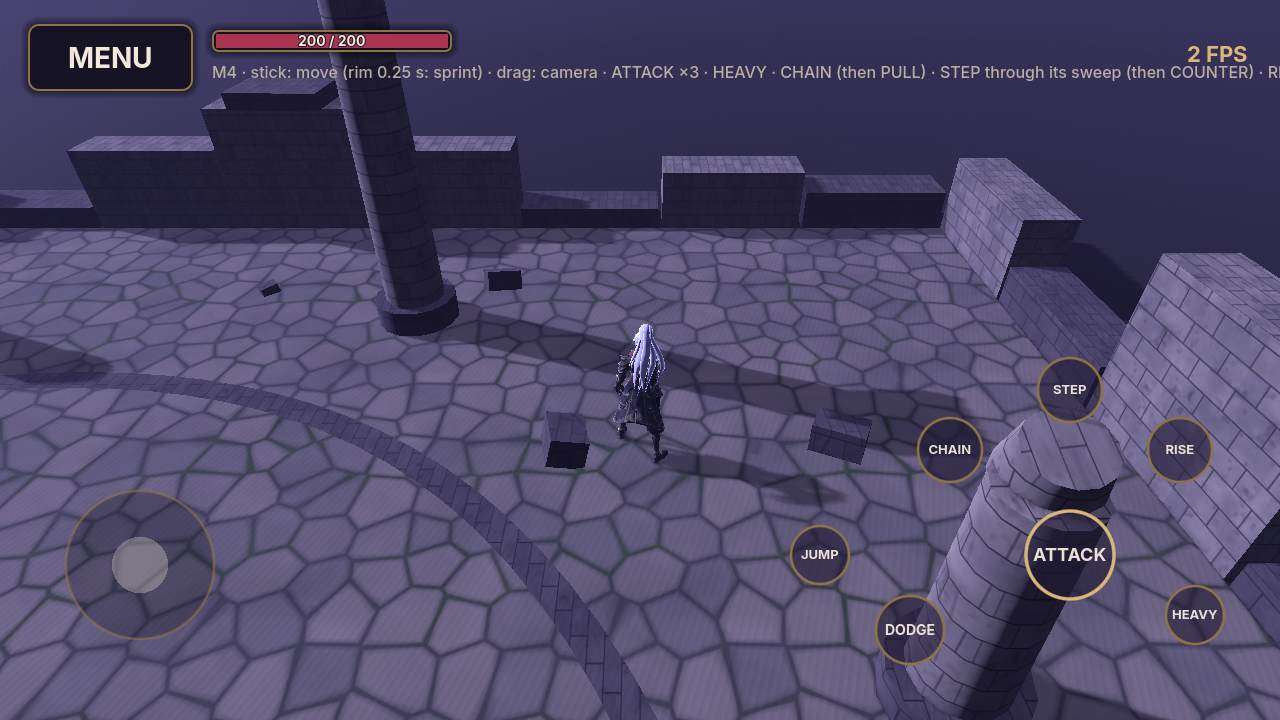 MENU
200 / 200
2 FPS
M4 · stick: move (rim 0.25 s: sprint) · drag: camera · ATTACK ×3 · HEAVY · CHAIN (then PULL) · STEP through its sweep (then COUNTER) ·
STEP
CHAIN
RISE
JUMP
ATTACK
DODGE
HEAVY